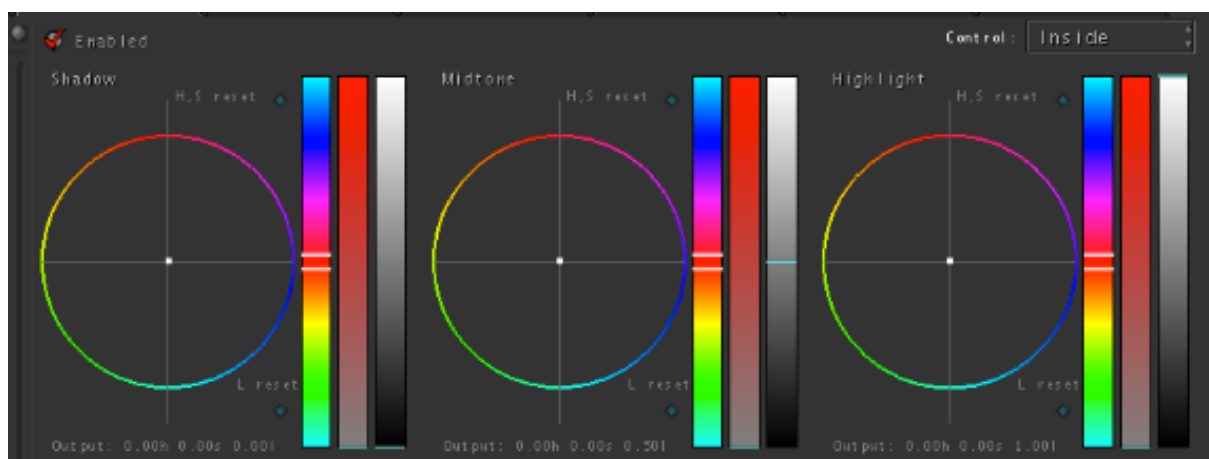 Enabled
Control: Inside
Shadow
H,S reset
L reset
Output: 0.00h 0.00s 0.00l
Midtone
H,S reset
L reset
Output: 0.00h 0.00s 0.50l
Highlight
H,S reset
L reset
Output: 0.00h 0.00s 1.00l